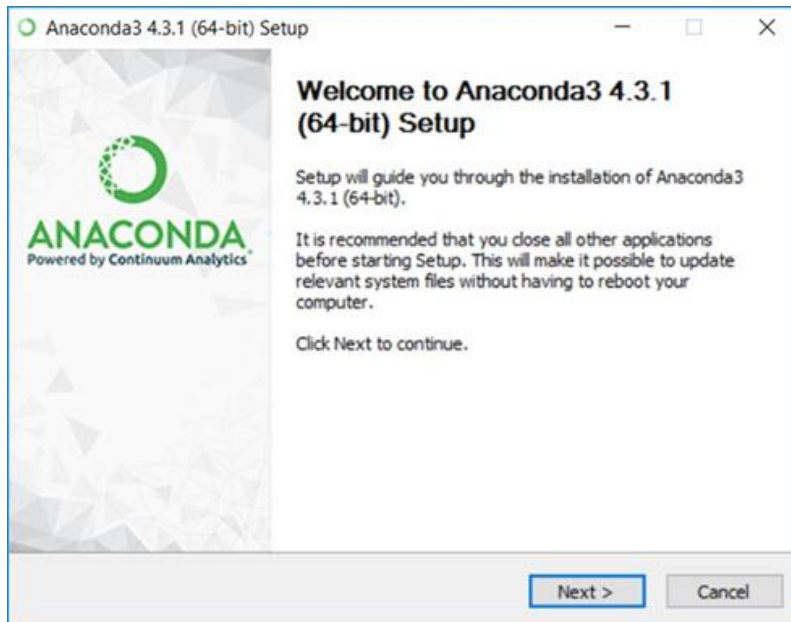 Anaconda3 4.3.1 (64-bit) Setup
Welcome to Anaconda3 4.3.1
(64-bit) Setup
Setup will guide you through the installation of Anaconda3
4.3.1 (64-bit).
It is recommended that you close all other applications
before starting Setup. This will make it possible to update
relevant system files without having to reboot your
computer.
Click Next to continue.
ANACONDA
Powered by Continuum Analytics
Next >
Cancel